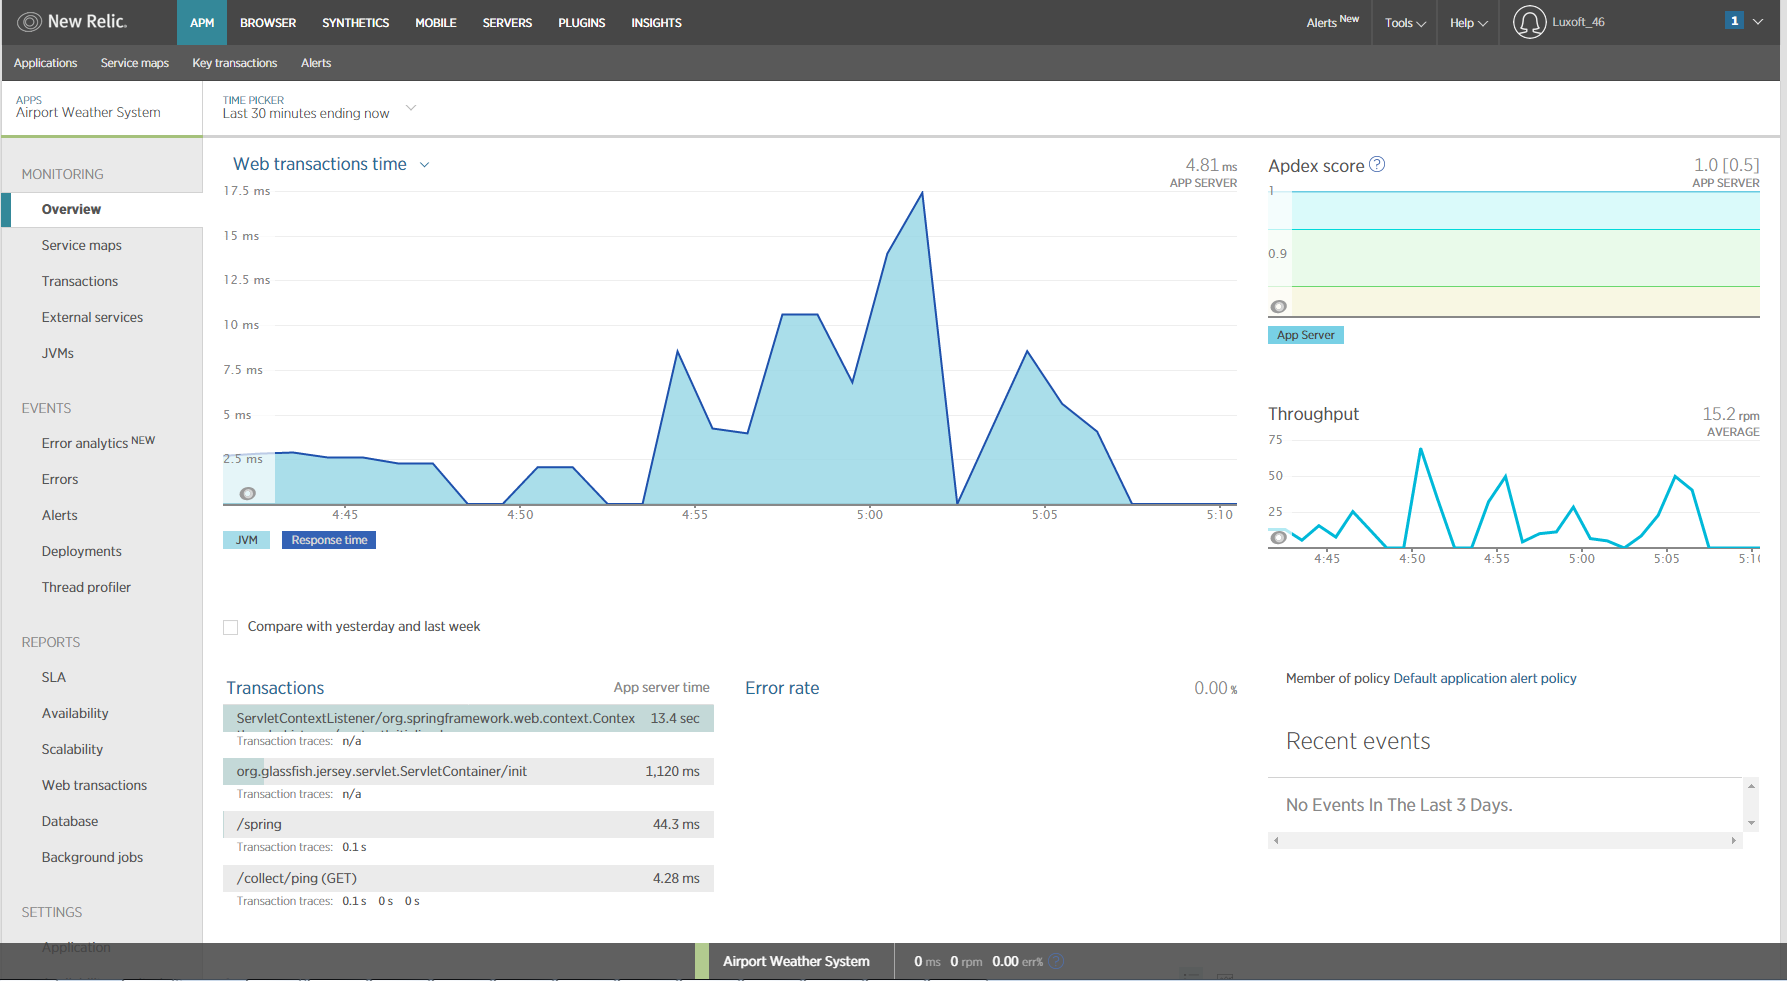 New Relic.
APM BROWSER SYNTHETICS MOBILE SERVERS PLUGINS INSIGHTS
Alerts New Tools Help Luxoft_46 1
Applications Service maps Key transactions Alerts
APPS
Airport Weather System
TIME PICKER
Last 30 minutes ending now
MONITORING
Overview
Service maps
Transactions
External services
JVMs
EVENTS
Error analytics NEW
Errors
Alerts
Deployments
Thread profiler
REPORTS
SLA
Availability
Scalability
Web transactions
Database
Background jobs
SETTINGS
Application
Web transactions time
4.81 ms
APP SERVER
17.5 ms
15 ms
12.5 ms
10 ms
7.5 ms
5 ms
2.5 ms
4:45 4:50 4:55 5:00 5:05 5:10
JVM Response time
Compare with yesterday and last week
Apdex score ?
1.0 [0.5]
APP SERVER
1
0.9
App Server
Throughput
15.2 rpm
AVERAGE
75
50
25
4:45 4:50 4:55 5:00 5:05 5:1
Transactions App server time
ServletContextListener/org.springframework.web.context.Contex 13.4 sec
Transaction traces: n/a
org.glassfish.jersey.servlet.ServletContainer/init 1,120 ms
Transaction traces: n/a
/spring 44.3 ms
Transaction traces: 0.1 s
/collect/ping (GET) 4.28 ms
Transaction traces: 0.1 s 0 s 0 s
Error rate 0.00 %
Member of policy Default application alert policy
Recent events
No Events In The Last 3 Days.
Airport Weather System 0 ms 0 rpm 0.00 err% ?